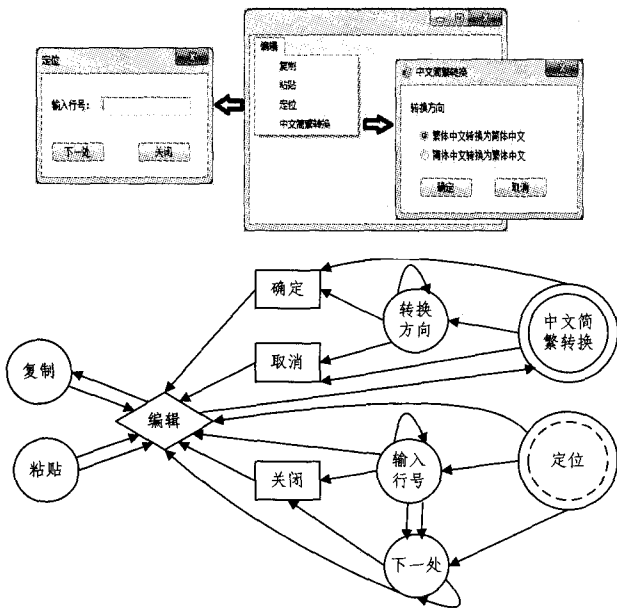 定位
输入行号:
下一处
关闭
编辑
复制
粘贴
定位
中文简繁转换
中文简繁转换
转换方向
繁体中文转换为简体中文
简体中文转换为繁体中文
确定
取消
确定
转换方向
中文简繁转换
取消
复制
编辑
粘贴
关闭
输入行号
定位
下一处